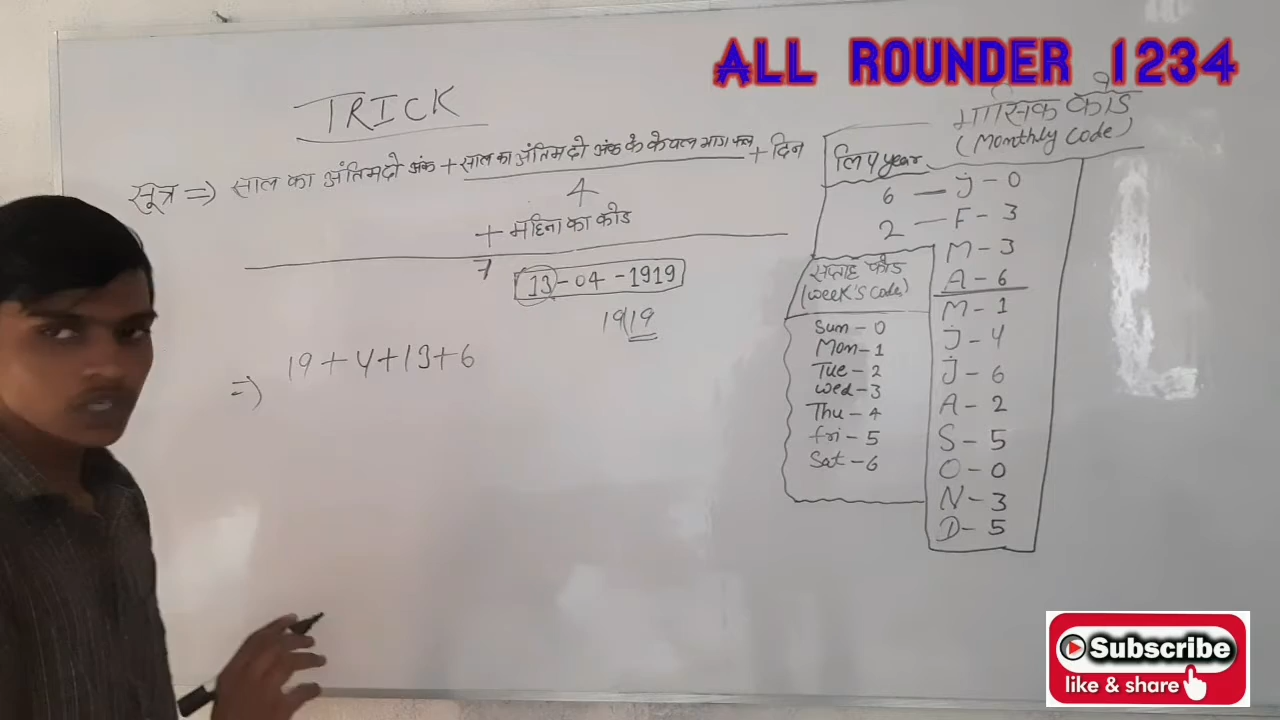 ALL ROUNDER 1234
TRICK
सूत्र => साल का अंतिम दो अंक + साल का अंतिम दो अंक के केवल भाग फल + दिन
4
+ महिना का कोड
7
13-04-1919
1919
=> 19+4+13+6
मासिक कोड
(Monthly Code)
लिप year
6 — J-0
2 — F-3
M-3
A-6
M-1
J-4
J-6
A-2
S-5
O-0
N-3
D-5
सप्ताह कोड
(Week's Code)
Sun-0
Mon-1
Tue-2
Wed-3
Thu-4
fri-5
Sat-6
Subscribe
like & share